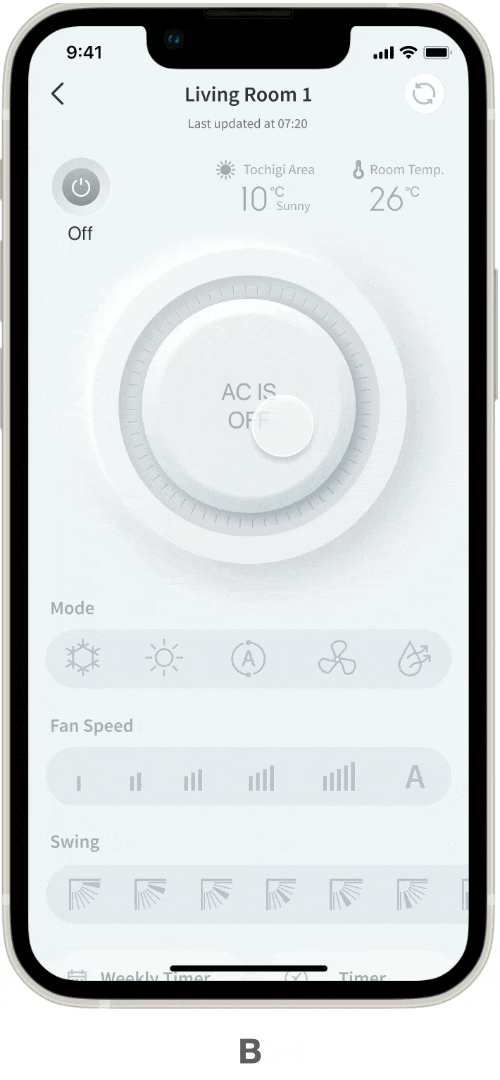 9:41
Living Room 1
Last updated at 07:20
Tochigi Area
10 °C
Sunny
Room Temp.
26 °C
Off
AC IS
OFF
Mode
A
Fan Speed
A
Swing
Weekly Timer
Timer
B